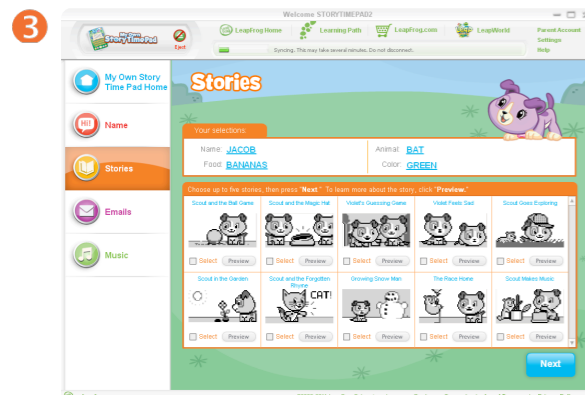 3
Welcome STORYTIMEPAD2
My Own
Story Time Pad
Eject
LeapFrog Home
Learning Path
LeapFrog.com
LeapWorld
Parent Account
Settings
Help
Syncing. This may take several minutes. Do not disconnect.
My Own Story
Time Pad Home
Hi!
Name
Stories
Emails
Music
Stories
Your selections:
Name: JACOB
Animal: BAT
Food: BANANAS
Color: GREEN
Choose up to five stories, then press "Next." To learn more about the story, click "Preview."
Scout and the Ball Game
Scout and the Magic Hat
Violet's Guessing Game
Violet Feels Sad
Scout Goes Exploring
Select Preview
Select Preview
Select Preview
Select Preview
Select Preview
Scout in the Garden
Scout and the Forgotten
Rhyme
Growing Snow Man
The Race Home
Scout Makes Music
CAT!
Select Preview
Select Preview
Select Preview
Select Preview
Select Preview
Next